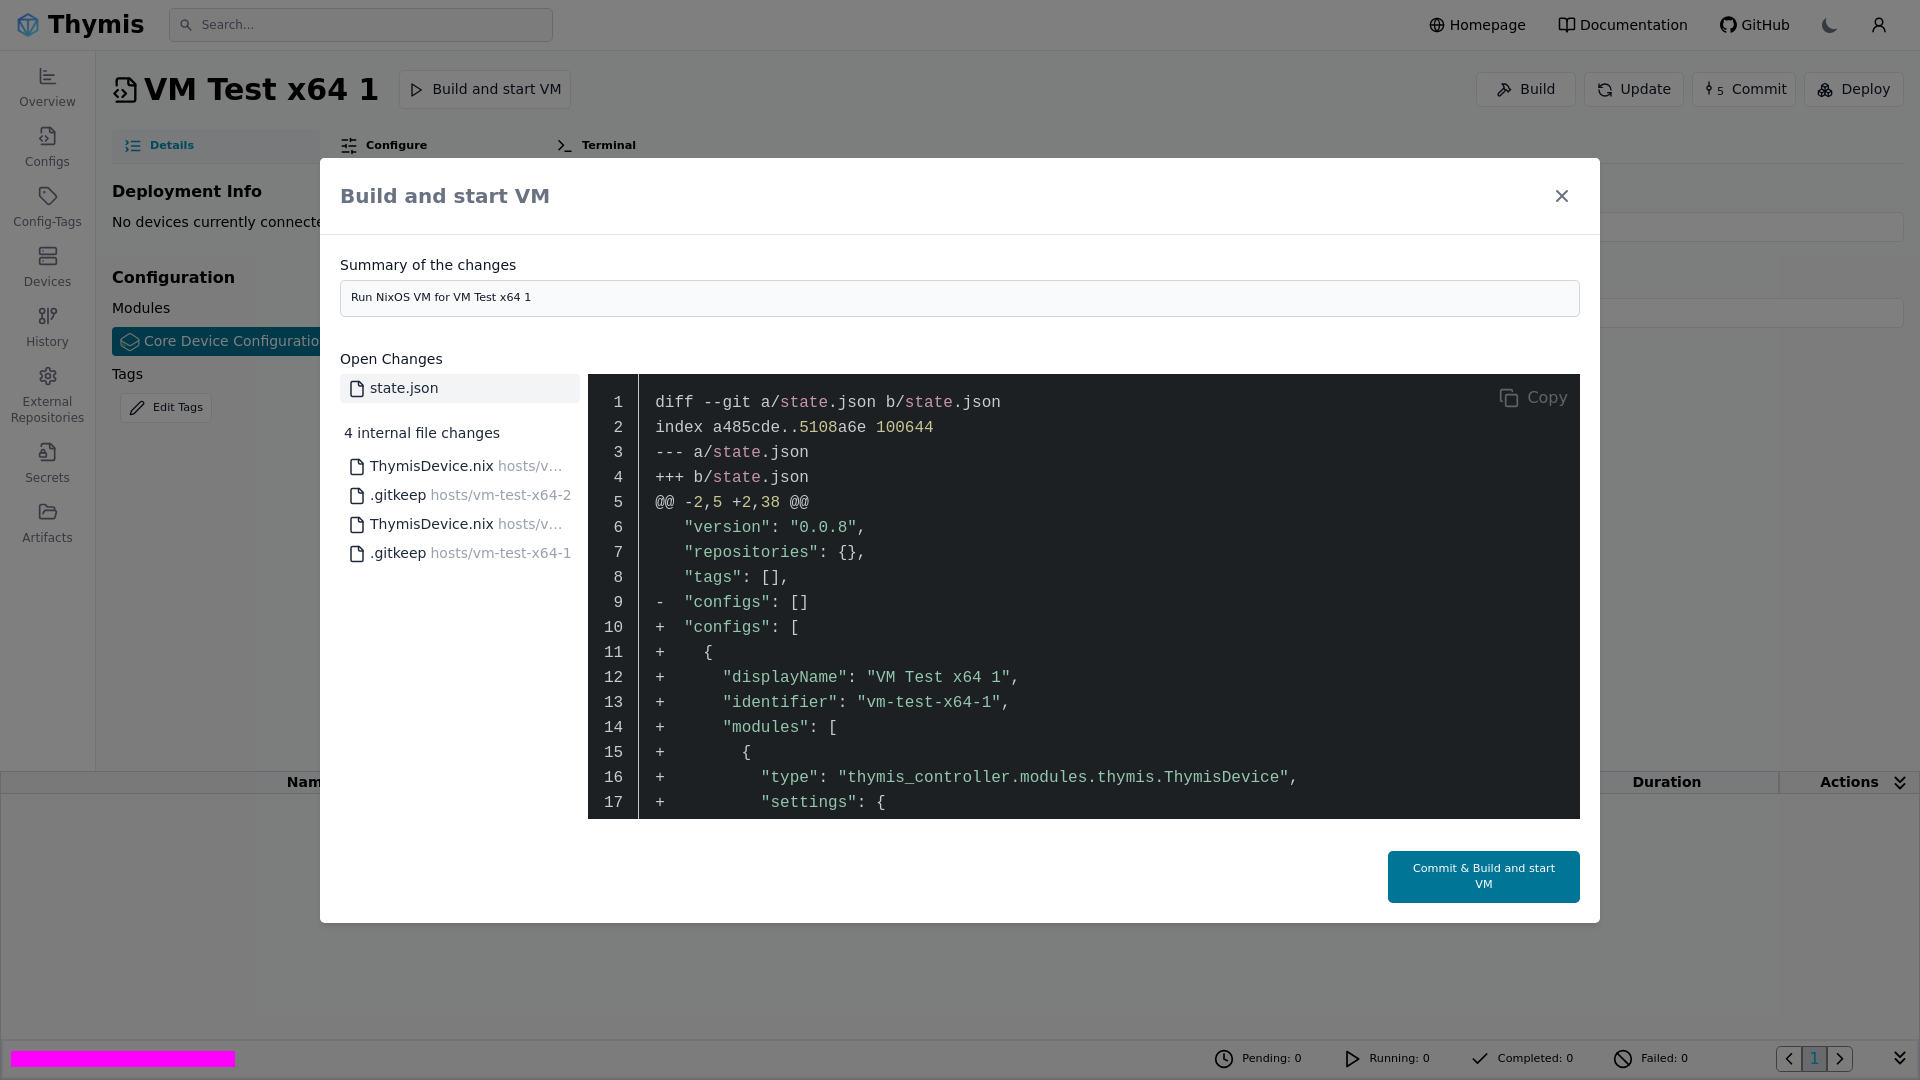 Thymis
Search...
Homepage
Documentation
GitHub
Overview
Configs
Config-Tags
Devices
History
External
Repositories
Secrets
Artifacts
VM Test x64 1
Build and start VM
Build
Update
5 Commit
Deploy
Details
Configure
Terminal
Deployment Info
No devices currently connecte
Configuration
Modules
Core Device Configuratio
Tags
Edit Tags
Build and start VM
Summary of the changes
Run NixOS VM for VM Test x64 1
Open Changes
state.json
4 internal file changes
ThymisDevice.nix hosts/v...
.gitkeep hosts/vm-test-x64-2
ThymisDevice.nix hosts/v...
.gitkeep hosts/vm-test-x64-1
Copy
1 diff --git a/state.json b/state.json
2 index a485cde..5108a6e 100644
3 --- a/state.json
4 +++ b/state.json
5 @@ -2,5 +2,38 @@
6 "version": "0.0.8",
7 "repositories": {},
8 "tags": [],
9 - "configs": []
10 + "configs": [
11 + {
12 + "displayName": "VM Test x64 1",
13 + "identifier": "vm-test-x64-1",
14 + "modules": [
15 + {
16 + "type": "thymis_controller.modules.thymis.ThymisDevice",
17 + "settings": {
Commit & Build and start
VM
Nam
Duration
Actions
Pending: 0
Running: 0
Completed: 0
Failed: 0
1